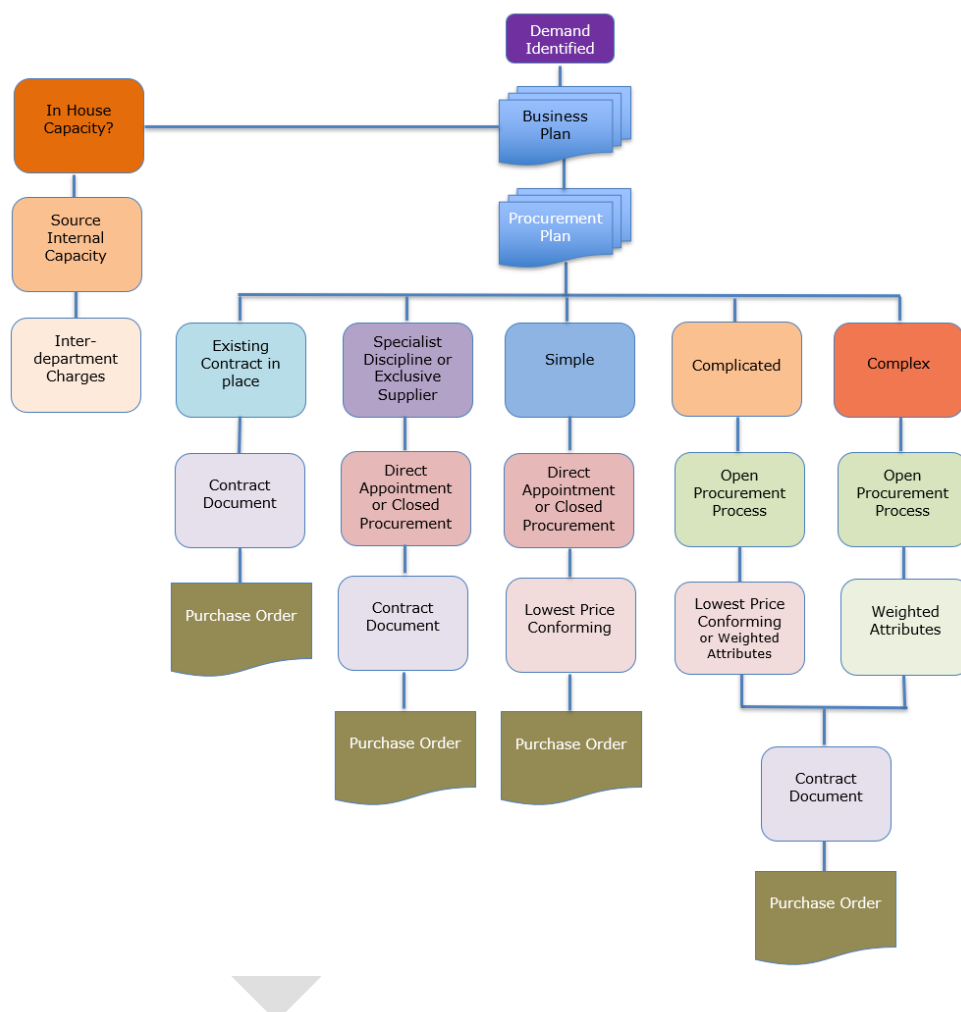 Demand
Identified
In House
Capacity?
Business
Plan
Source
Internal
Capacity
Procurement
Plan
Inter-
department
Charges
Existing
Contract in
place
Specialist
Discipline or
Exclusive
Supplier
Simple
Complicated
Complex
Contract
Document
Direct
Appointment
or Closed
Procurement
Direct
Appointment
or Closed
Procurement
Open
Procurement
Process
Open
Procurement
Process
Purchase Order
Contract
Document
Lowest Price
Conforming
Lowest Price
Conforming
or Weighted
Attributes
Weighted
Attributes
Purchase Order
Purchase Order
Contract
Document
Purchase Order